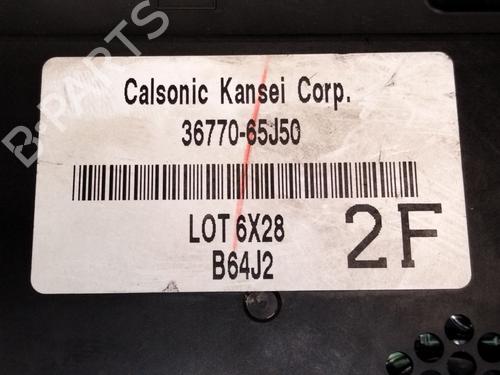 B-PARTS
Calsonic Kansei Corp.
36770-65J50
LOT 6X28
B64J2
2F